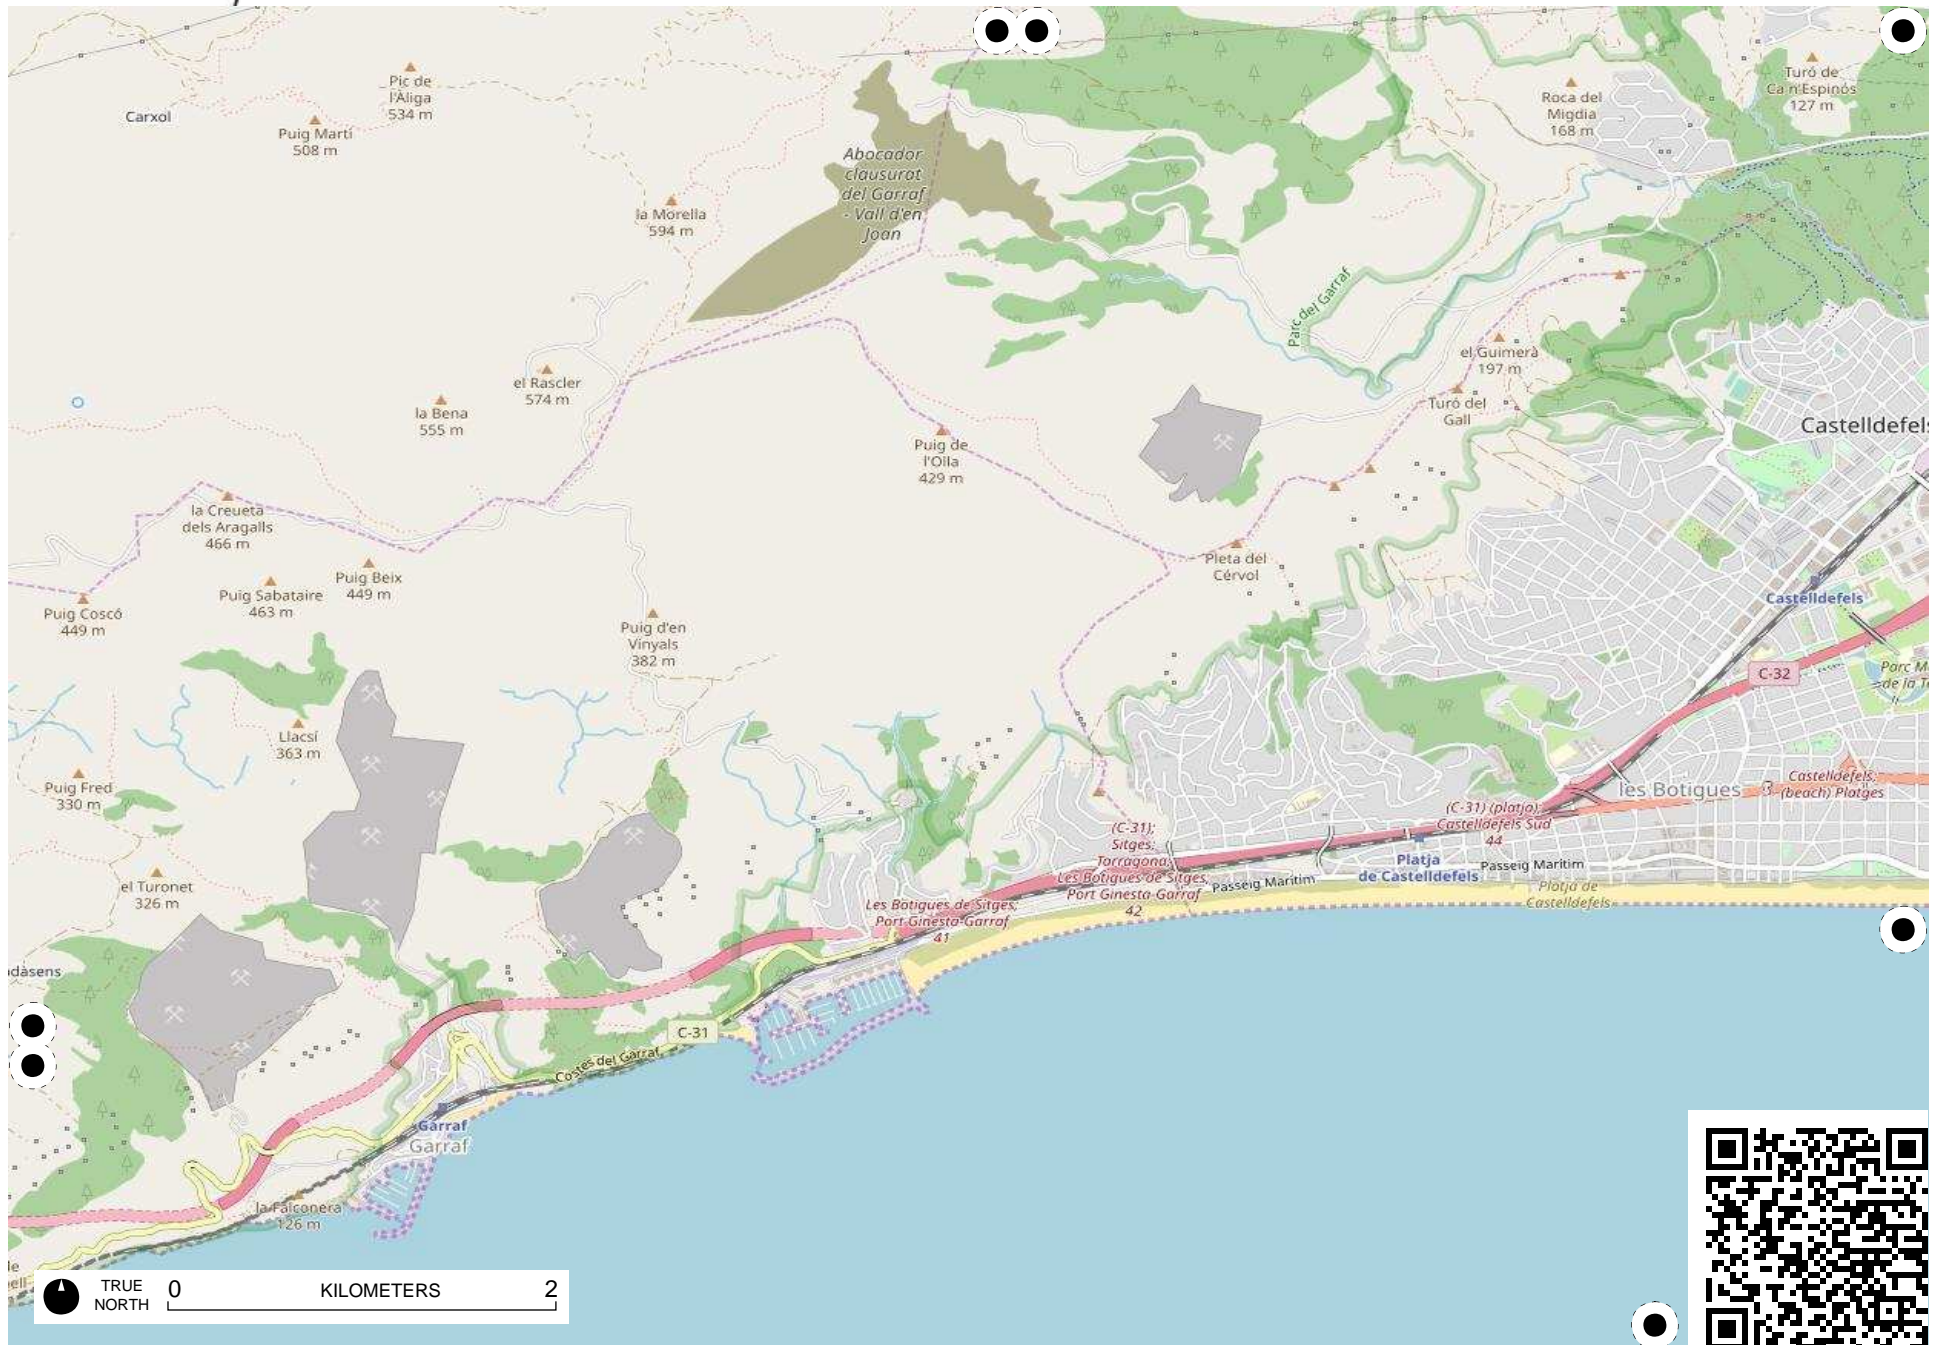 Carxol
Pic de
l'Àliga
534 m
Puig Martí
508 m
la Morella
594 m
Abocador
clausurat
del Garraf
- Vall d'en
Joan
Roca del
Migdia
168 m
Turó de
Ca n'Espinós
127 m
Parc del Garraf
el Guimerà
197 m
Turó del
Gall
el Rascler
574 m
la Bena
555 m
Puig de
l'Olla
429 m
Castelldefels
la Creueta
dels Aragalls
466 m
Pleta del
Cérvol
Puig Beix
449 m
Puig Sabataire
463 m
Puig Coscó
449 m
Puig d'en
Vinyals
382 m
Castelldefels
C-32
Parc M
de la T
Llacsí
363 m
Puig Fred
330 m
les Botigues
3
Castelldefels;
(beach) Platges
(C-31) (platja);
Castelldefels Sud
44
(C-31);
Sitges;
Tarragona;
Les Botigues de Sitges;
Port Ginesta-Garraf
42
Platja
de Castelldefels
Passeig Marítim
Passeig Marítim
Platja de
Castelldefels
el Turonet
326 m
Les Botigues de Sitges;
Port Ginesta-Garraf
41
odàsens
C-31
Costes del Garraf
Garraf
Garraf
la Falconera
126 m
TRUE
NORTH
0 KILOMETERS 2